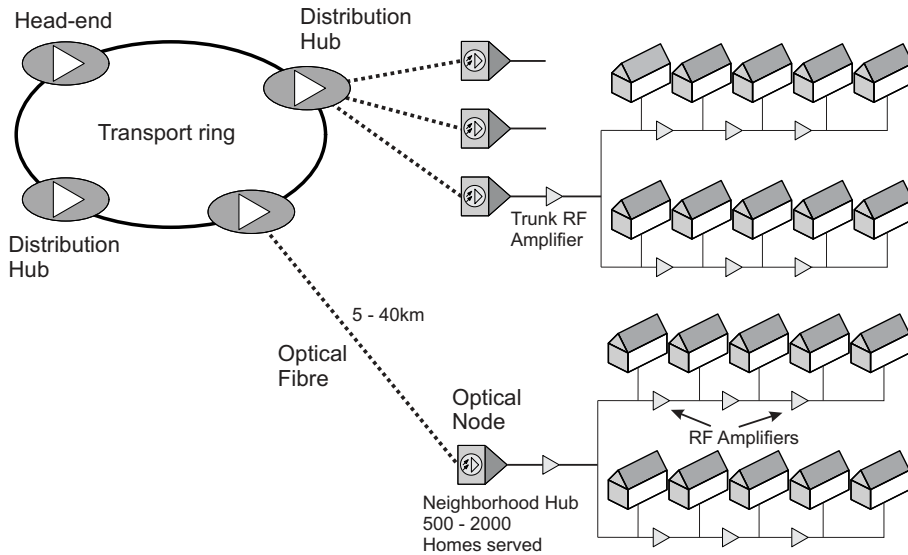 Head-end
Distribution
Hub
Transport ring
Distribution
Hub
Trunk RF
Amplifier
5 - 40km
Optical
Fibre
Optical
Node
RF Amplifiers
Neighborhood Hub
500 - 2000
Homes served